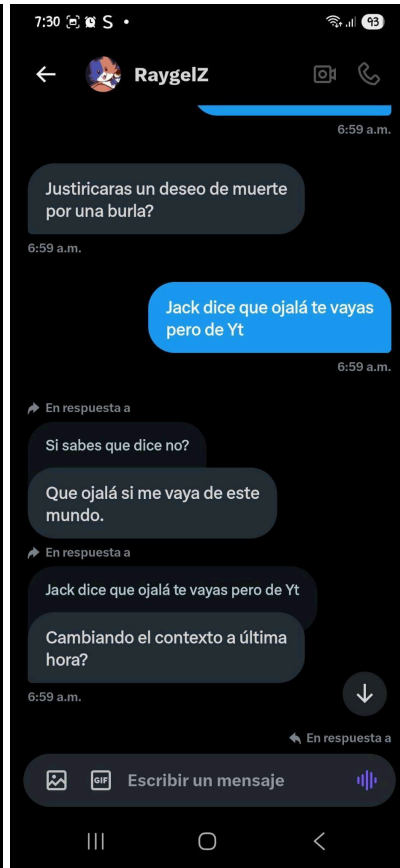 7:30 S •
93
RaygelZ
6:59 a.m.
Justiricaras un deseo de muerte
por una burla?
6:59 a.m.
Jack dice que ojalá te vayas
pero de Yt
6:59 a.m.
En respuesta a
Si sabes que dice no?
Que ojalá si me vaya de este
mundo.
En respuesta a
Jack dice que ojalá te vayas pero de Yt
Cambiando el contexto a última
hora?
6:59 a.m.
En respuesta a
GIF Escribir un mensaje